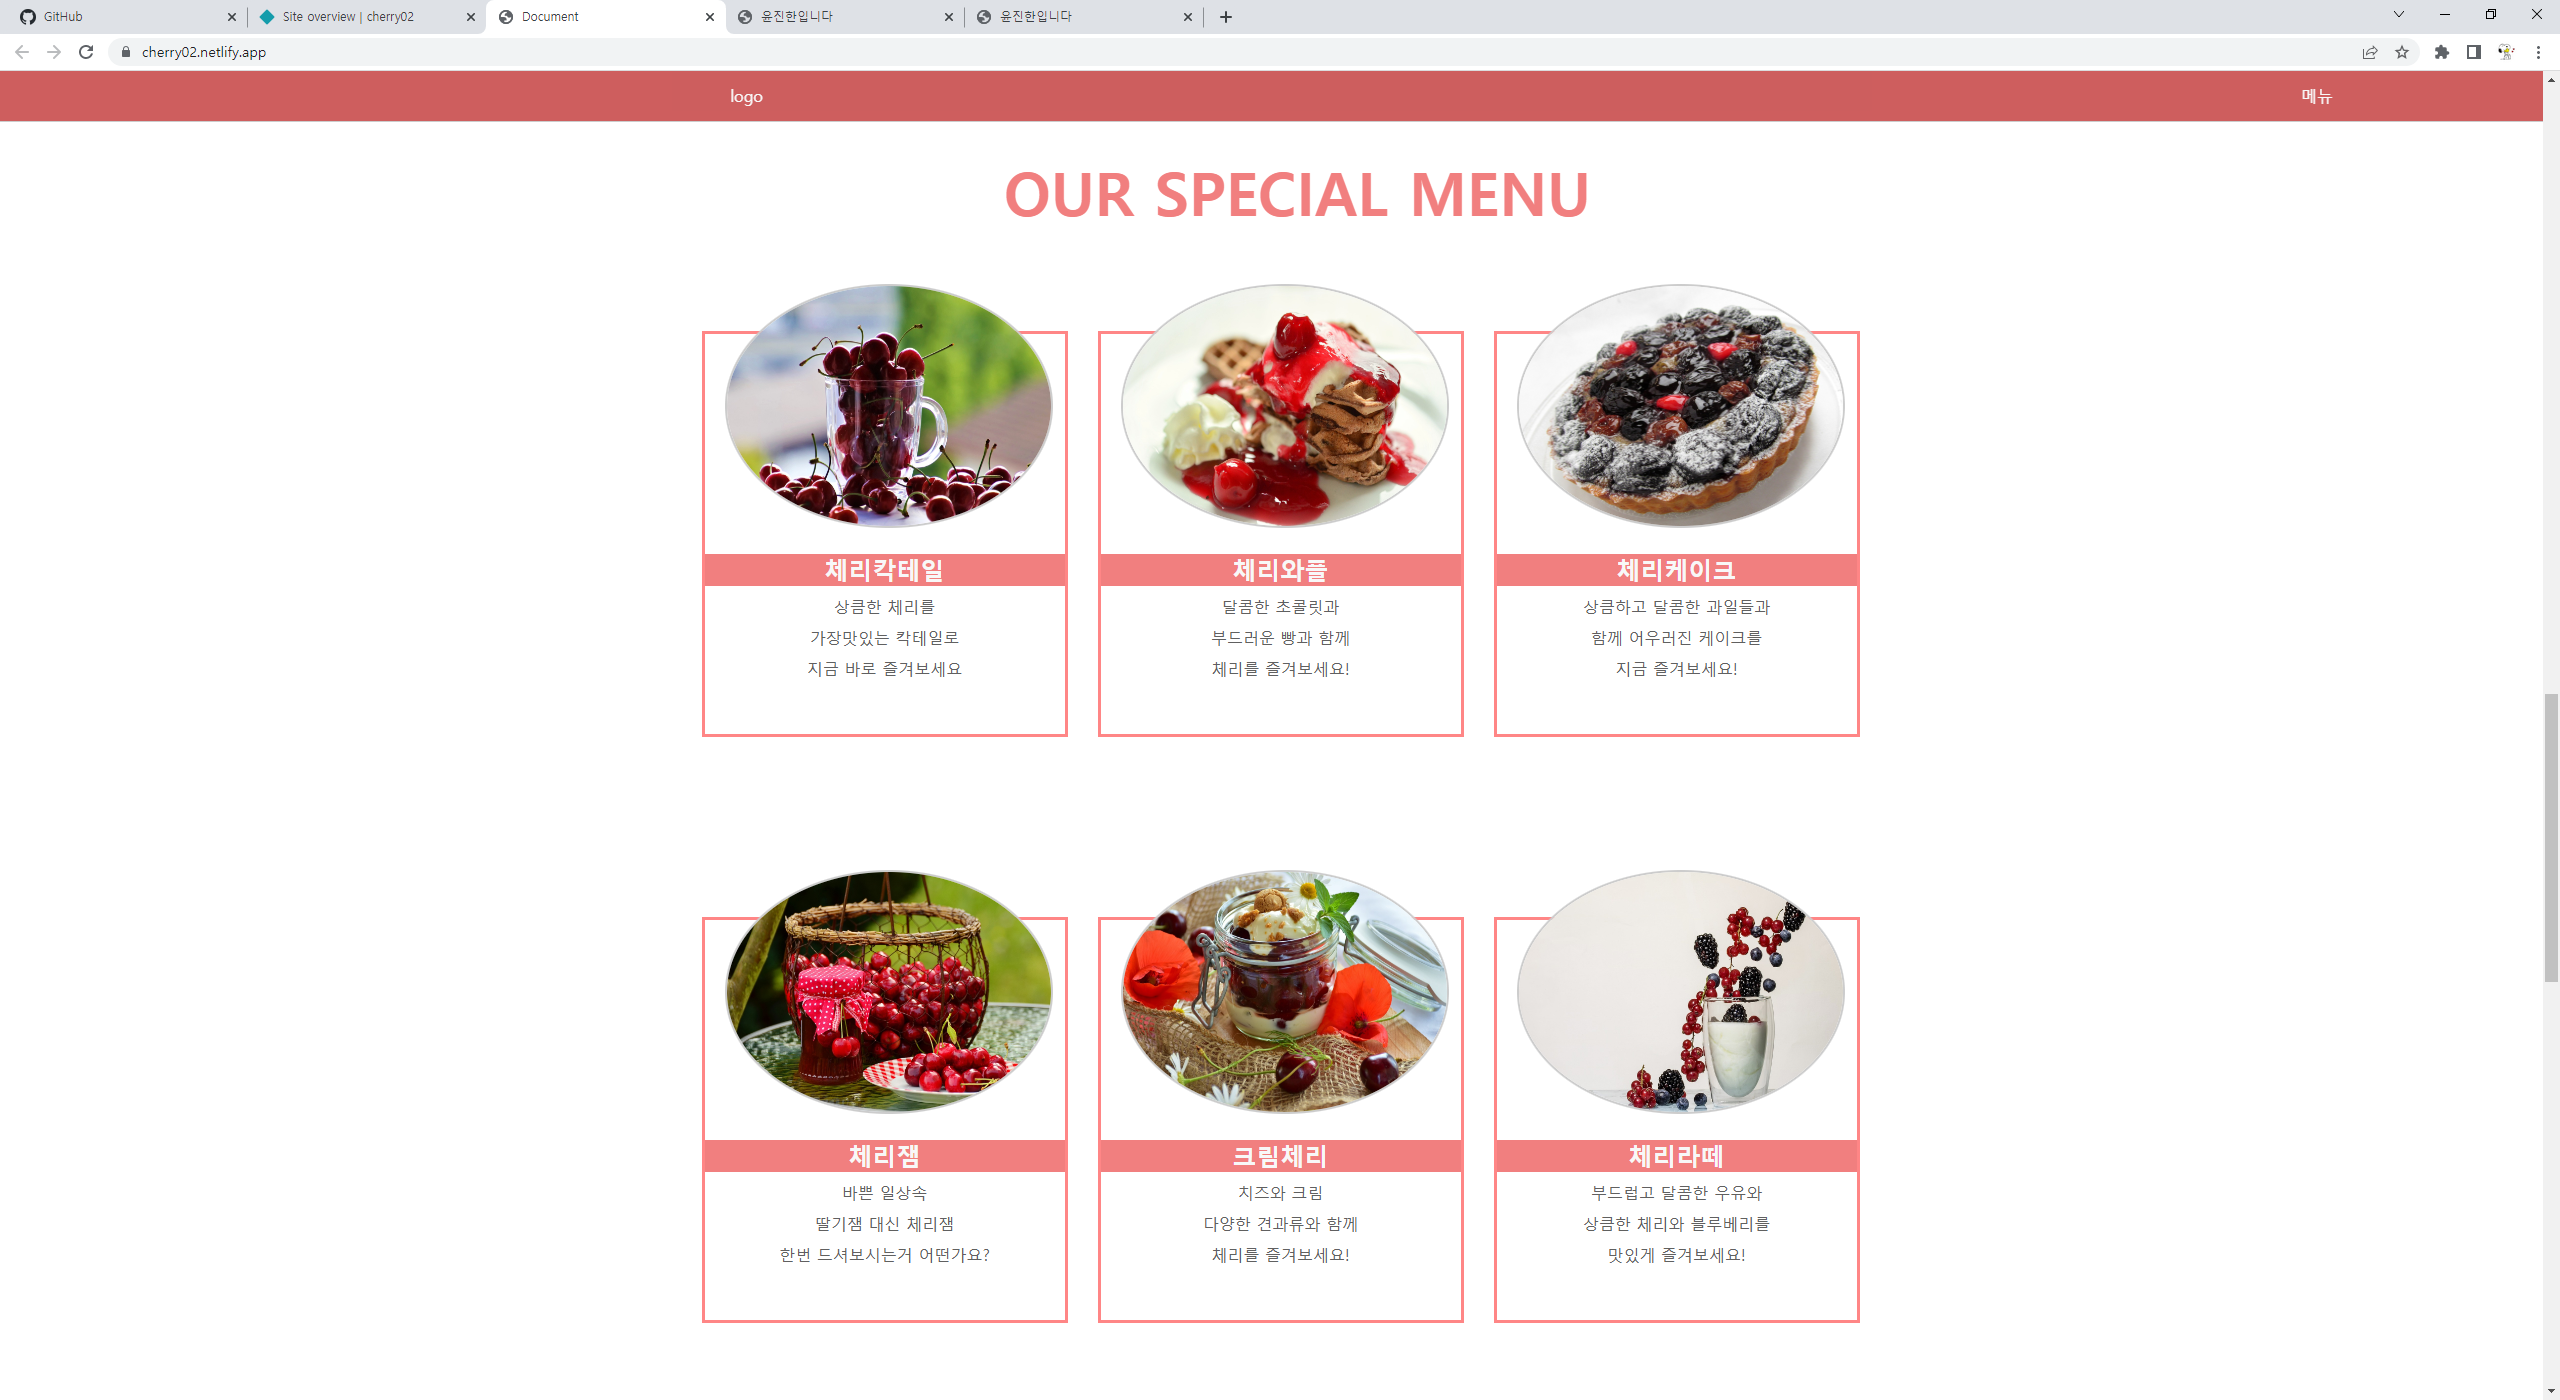 GitHub
Site overview | cherry02
Document
윤진한입니다
윤진한입니다
cherry02.netlify.app
logo
메뉴
OUR SPECIAL MENU
체리칵테일
상큼한 체리를
가장맛있는 칵테일로
지금 바로 즐겨보세요
체리와플
달콤한 초콜릿과
부드러운 빵과 함께
체리를 즐겨보세요!
체리케이크
상큼하고 달콤한 과일들과
함께 어우러진 케이크를
지금 즐겨보세요!
체리잼
바쁜 일상속
딸기잼 대신 체리잼
한번 드셔보시는거 어떤가요?
크림체리
치즈와 크림
다양한 견과류와 함께
체리를 즐겨보세요!
체리라떼
부드럽고 달콤한 우유와
상큼한 체리와 블루베리를
맛있게 즐겨보세요!